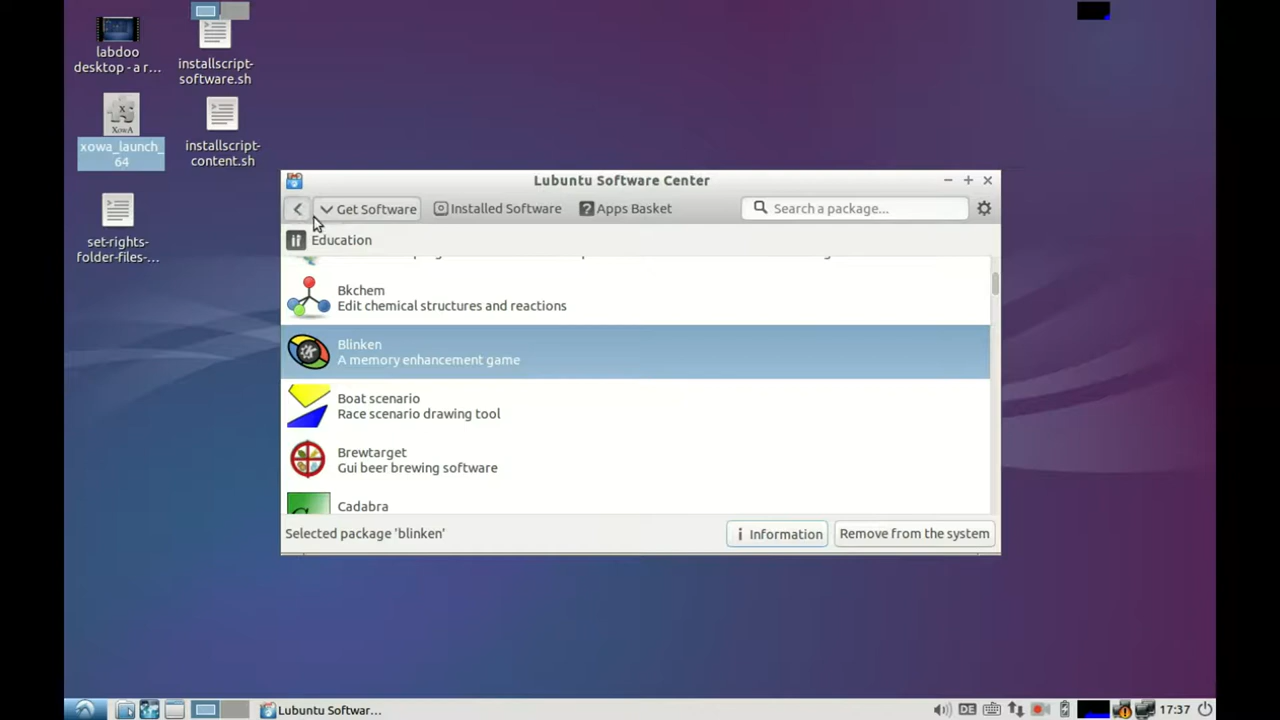 labdoo
desktop - a r...
installscript-
software.sh
XowA
xowa_launch_
64
installscript-
content.sh
set-rights-
folder-files-...
Lubuntu Software Center
Get Software
Installed Software
Apps Basket
Search a package...
Education
Bkchem
Edit chemical structures and reactions
Blinken
A memory enhancement game
Boat scenario
Race scenario drawing tool
Brewtarget
Gui beer brewing software
Cadabra
Selected package 'blinken'
Information
Remove from the system
Lubuntu Softwar...
DE
17:37